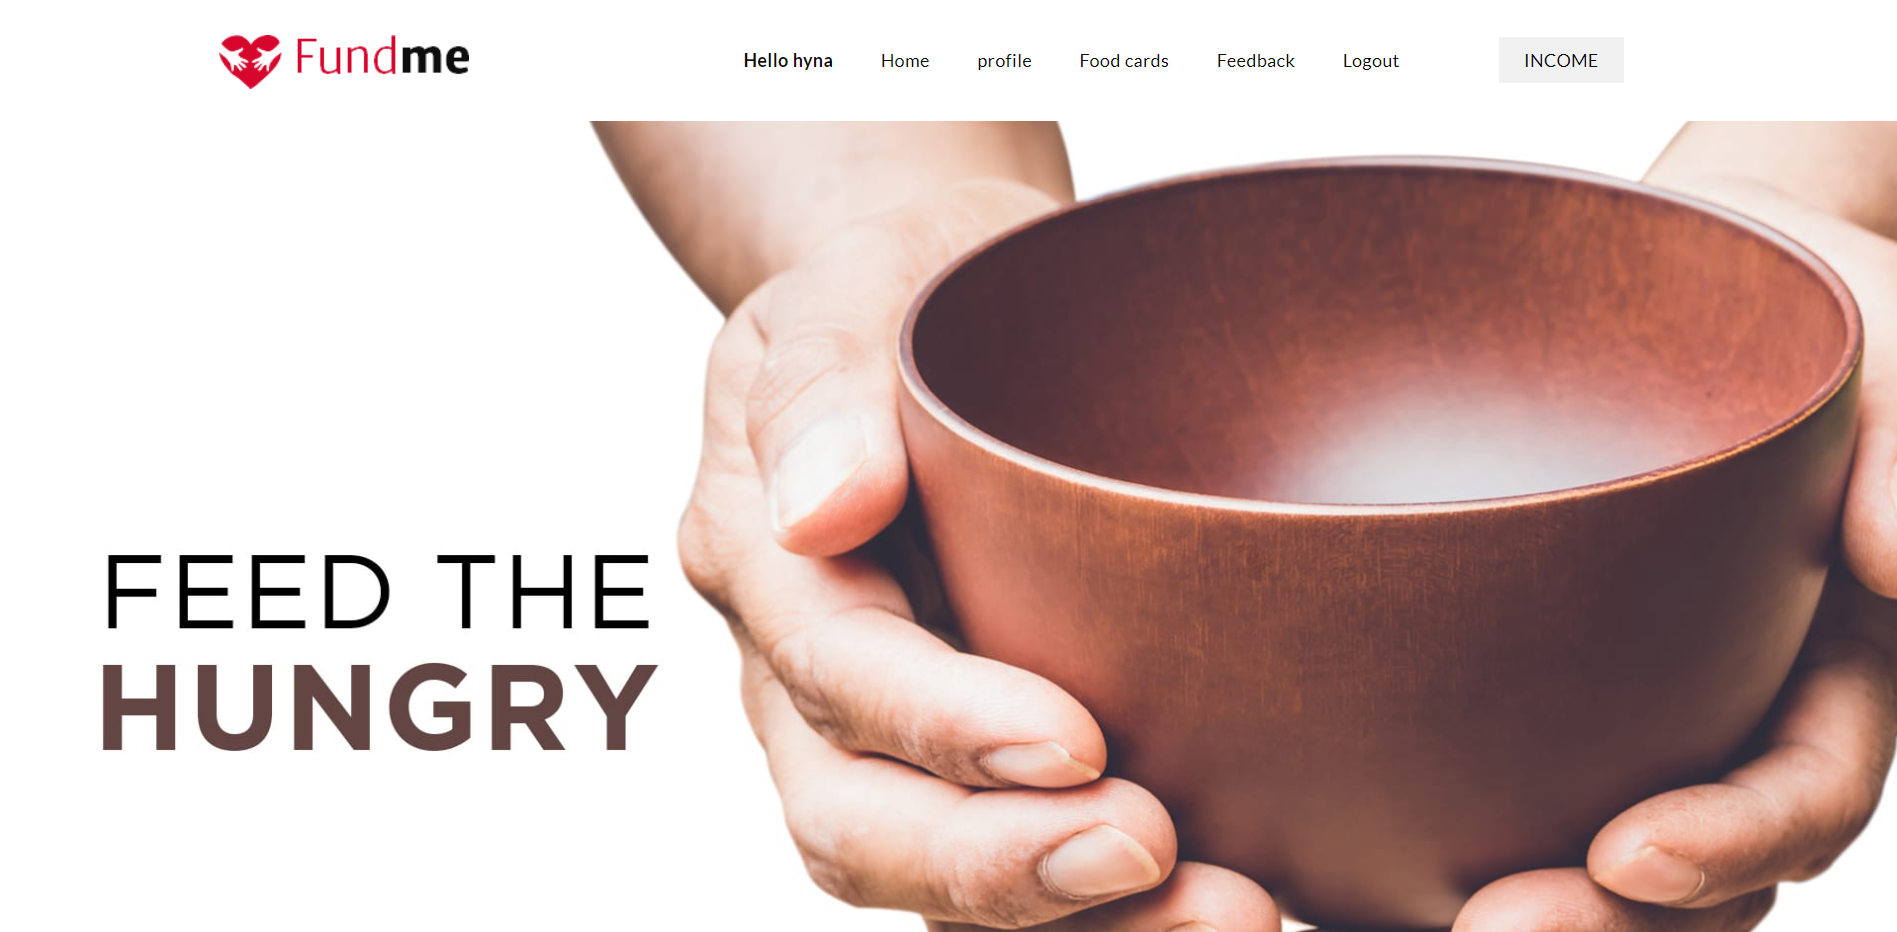 Fundme
Hello hyna Home profile Food cards Feedback Logout INCOME
FEED THE
HUNGRY